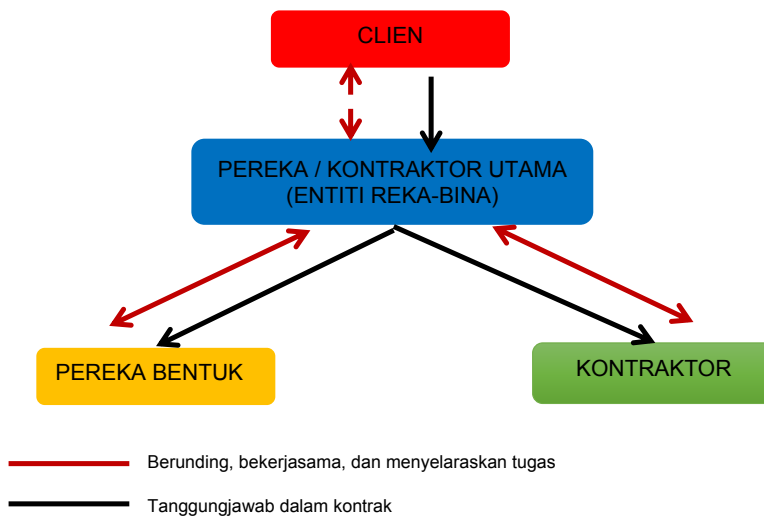 CLIEN
PEREKA / KONTRAKTOR UTAMA
(ENTITI REKA-BINA)
PEREKA BENTUK
KONTRAKTOR
Berunding, bekerjasama, dan menyelaraskan tugas
Tanggungjawab dalam kontrak